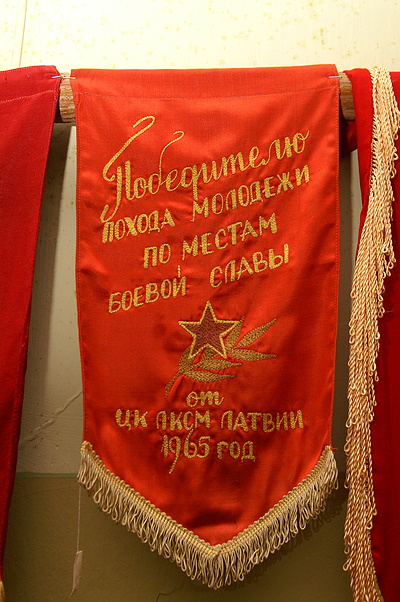 Победителю
ПОХОДА МОЛОДЕЖИ
ПО МЕСТАМ
БОЕВОЙ СЛАВЫ
от
ЦК ЛКСМ ЛАТВИИ
1965 ГОД